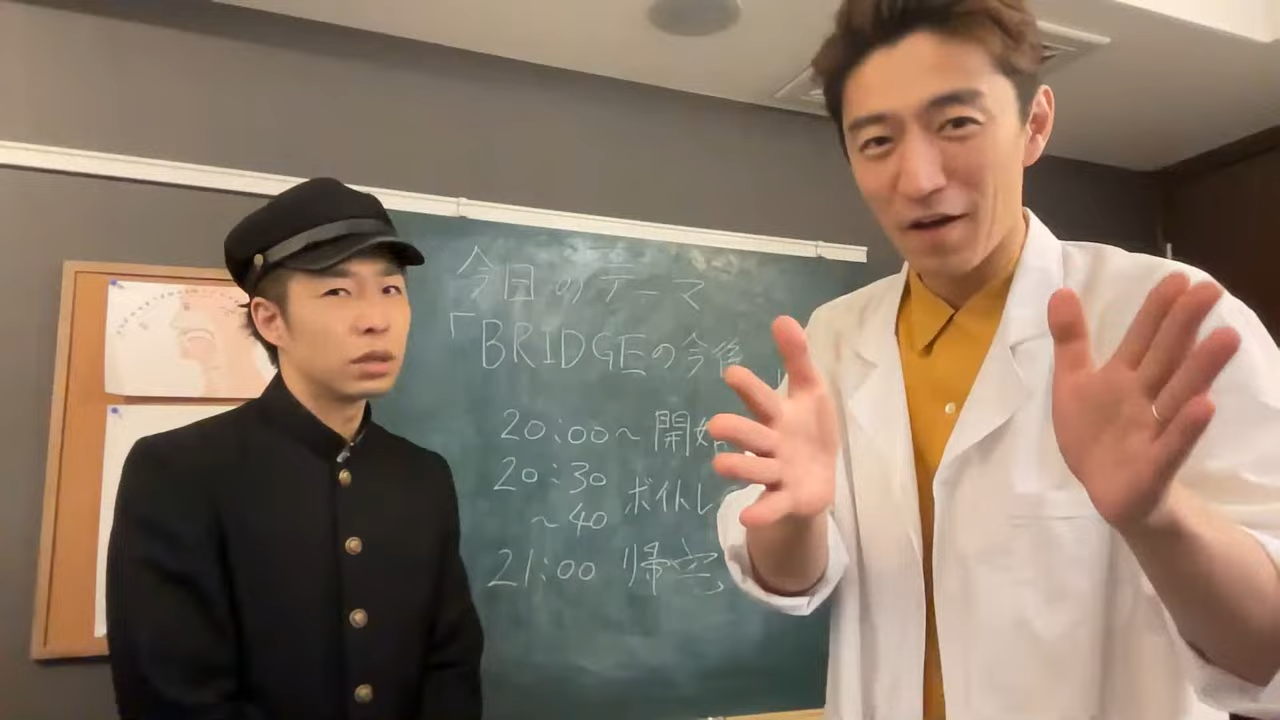 今日のテーマ
「BRIDGEの今後
20:00～ 開始
20:30
～40 ボイトレ
21:00 帰宅